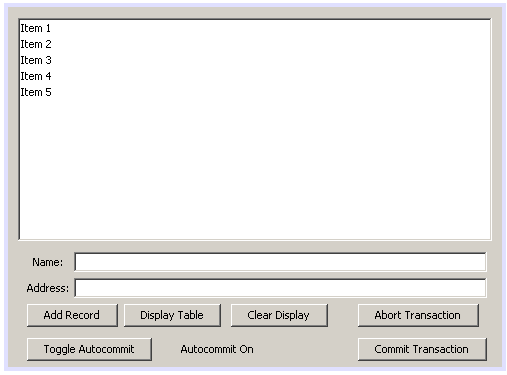 Item 1
Item 2
Item 3
Item 4
Item 5
Name:
Address:
Add Record Display Table Clear Display Abort Transaction
Toggle Autocommit Autocommit On Commit Transaction